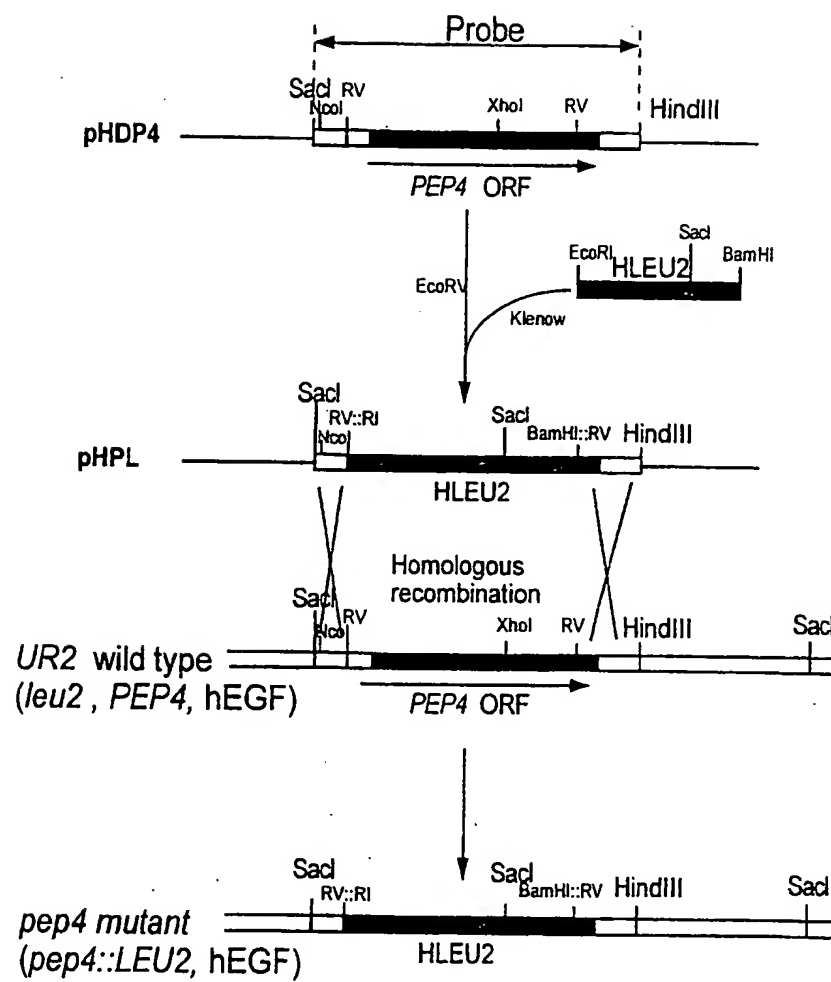 Probe
SacI
NcoI
RV
XhoI
RV
HindIII
pHDP4
PEP4 ORF
EcoRV
EcoRI
HLEU2
SacI
BamHI
Klenow
SacI
Nco
RV::RI
SacI
BamHI::RV
HindIII
pHPL
HLEU2
Homologous
recombination
SacI
Nco
RV
XhoI
RV
HindIII
SacI
UR2 wild type
(leu2 , PEP4, hEGF)
PEP4 ORF
SacI
RV::RI
SacI
BamHI::RV
HindIII
SacI
pep4 mutant
(pep4::LEU2, hEGF)
HLEU2